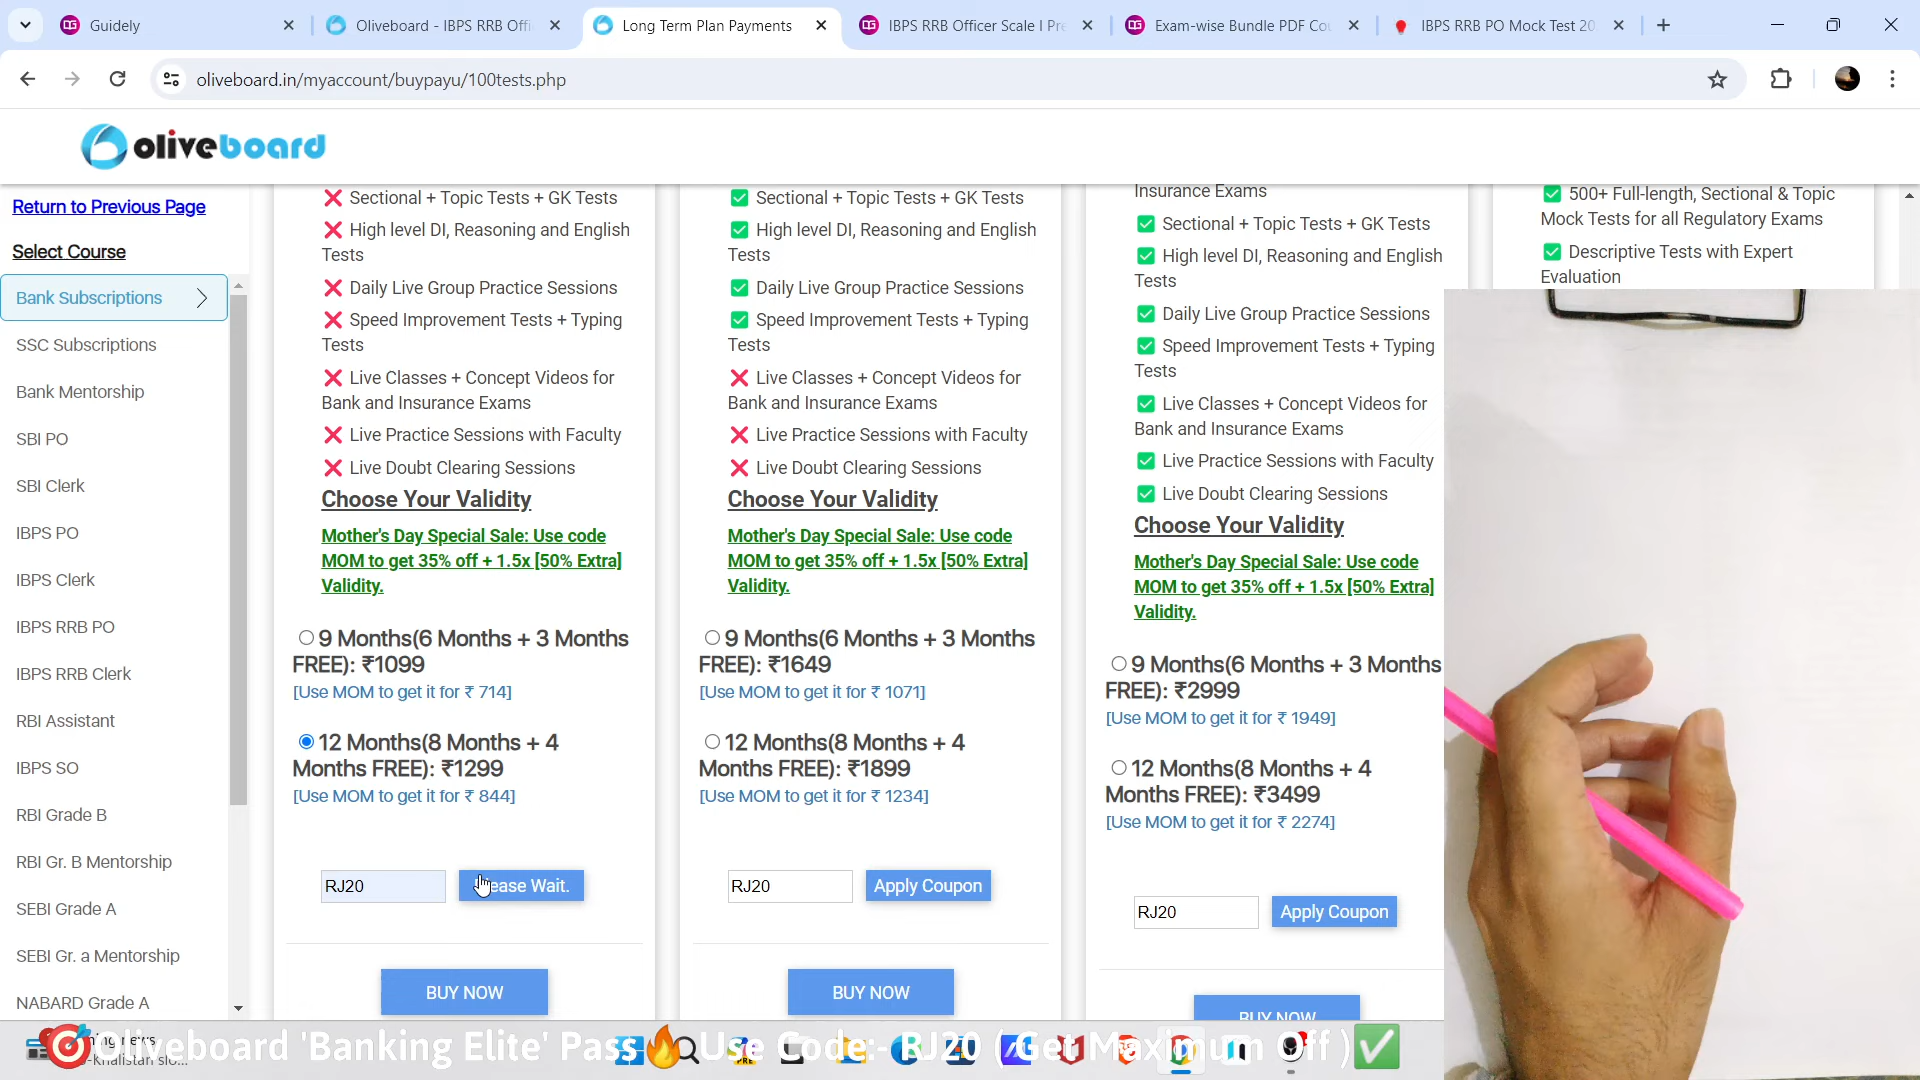 Guidely
Oliveboard - IBPS RRB Offi
Long Term Plan Payments
IBPS RRB Officer Scale I Pre
Exam-wise Bundle PDF Cou
IBPS RRB PO Mock Test 20
oliveboard.in/myaccount/buypayu/100tests.php
oliveboard
Return to Previous Page
Select Course
Bank Subscriptions
SSC Subscriptions
Bank Mentorship
SBI PO
SBI Clerk
IBPS PO
IBPS Clerk
IBPS RRB PO
IBPS RRB Clerk
RBI Assistant
IBPS SO
RBI Grade B
RBI Gr. B Mentorship
SEBI Grade A
SEBI Gr. a Mentorship
NABARD Grade A
❌ Sectional + Topic Tests + GK Tests
❌ High level DI, Reasoning and English
Tests
❌ Daily Live Group Practice Sessions
❌ Speed Improvement Tests + Typing
Tests
❌ Live Classes + Concept Videos for
Bank and Insurance Exams
❌ Live Practice Sessions with Faculty
❌ Live Doubt Clearing Sessions
Choose Your Validity
Mother's Day Special Sale: Use code
MOM to get 35% off + 1.5x [50% Extra]
Validity.
9 Months(6 Months + 3 Months
FREE): ₹1099
[Use MOM to get it for ₹ 714]
12 Months(8 Months + 4
Months FREE): ₹1299
[Use MOM to get it for ₹ 844]
RJ20
ease Wait.
BUY NOW
✅ Sectional + Topic Tests + GK Tests
✅ High level DI, Reasoning and English
Tests
✅ Daily Live Group Practice Sessions
✅ Speed Improvement Tests + Typing
Tests
❌ Live Classes + Concept Videos for
Bank and Insurance Exams
❌ Live Practice Sessions with Faculty
❌ Live Doubt Clearing Sessions
Choose Your Validity
Mother's Day Special Sale: Use code
MOM to get 35% off + 1.5x [50% Extra]
Validity.
9 Months(6 Months + 3 Months
FREE): ₹1649
[Use MOM to get it for ₹ 1071]
12 Months(8 Months + 4
Months FREE): ₹1899
[Use MOM to get it for ₹ 1234]
RJ20
Apply Coupon
BUY NOW
Insurance Exams
✅ Sectional + Topic Tests + GK Tests
✅ High level DI, Reasoning and English
Tests
✅ Daily Live Group Practice Sessions
✅ Speed Improvement Tests + Typing
Tests
✅ Live Classes + Concept Videos for
Bank and Insurance Exams
✅ Live Practice Sessions with Faculty
✅ Live Doubt Clearing Sessions
Choose Your Validity
Mother's Day Special Sale: Use code
MOM to get 35% off + 1.5x [50% Extra]
Validity.
9 Months(6 Months + 3 Months
FREE): ₹2999
[Use MOM to get it for ₹ 1949]
12 Months(8 Months + 4
Months FREE): ₹3499
[Use MOM to get it for ₹ 2274]
RJ20
Apply Coupon
BUY NOW
✅ 500+ Full-length, Sectional & Topic
Mock Tests for all Regulatory Exams
✅ Descriptive Tests with Expert
Evaluation
🎯Oliveboard 'Banking Elite' Pass🔥Use Code:- RJ20 ( Get Maximum Off )✅